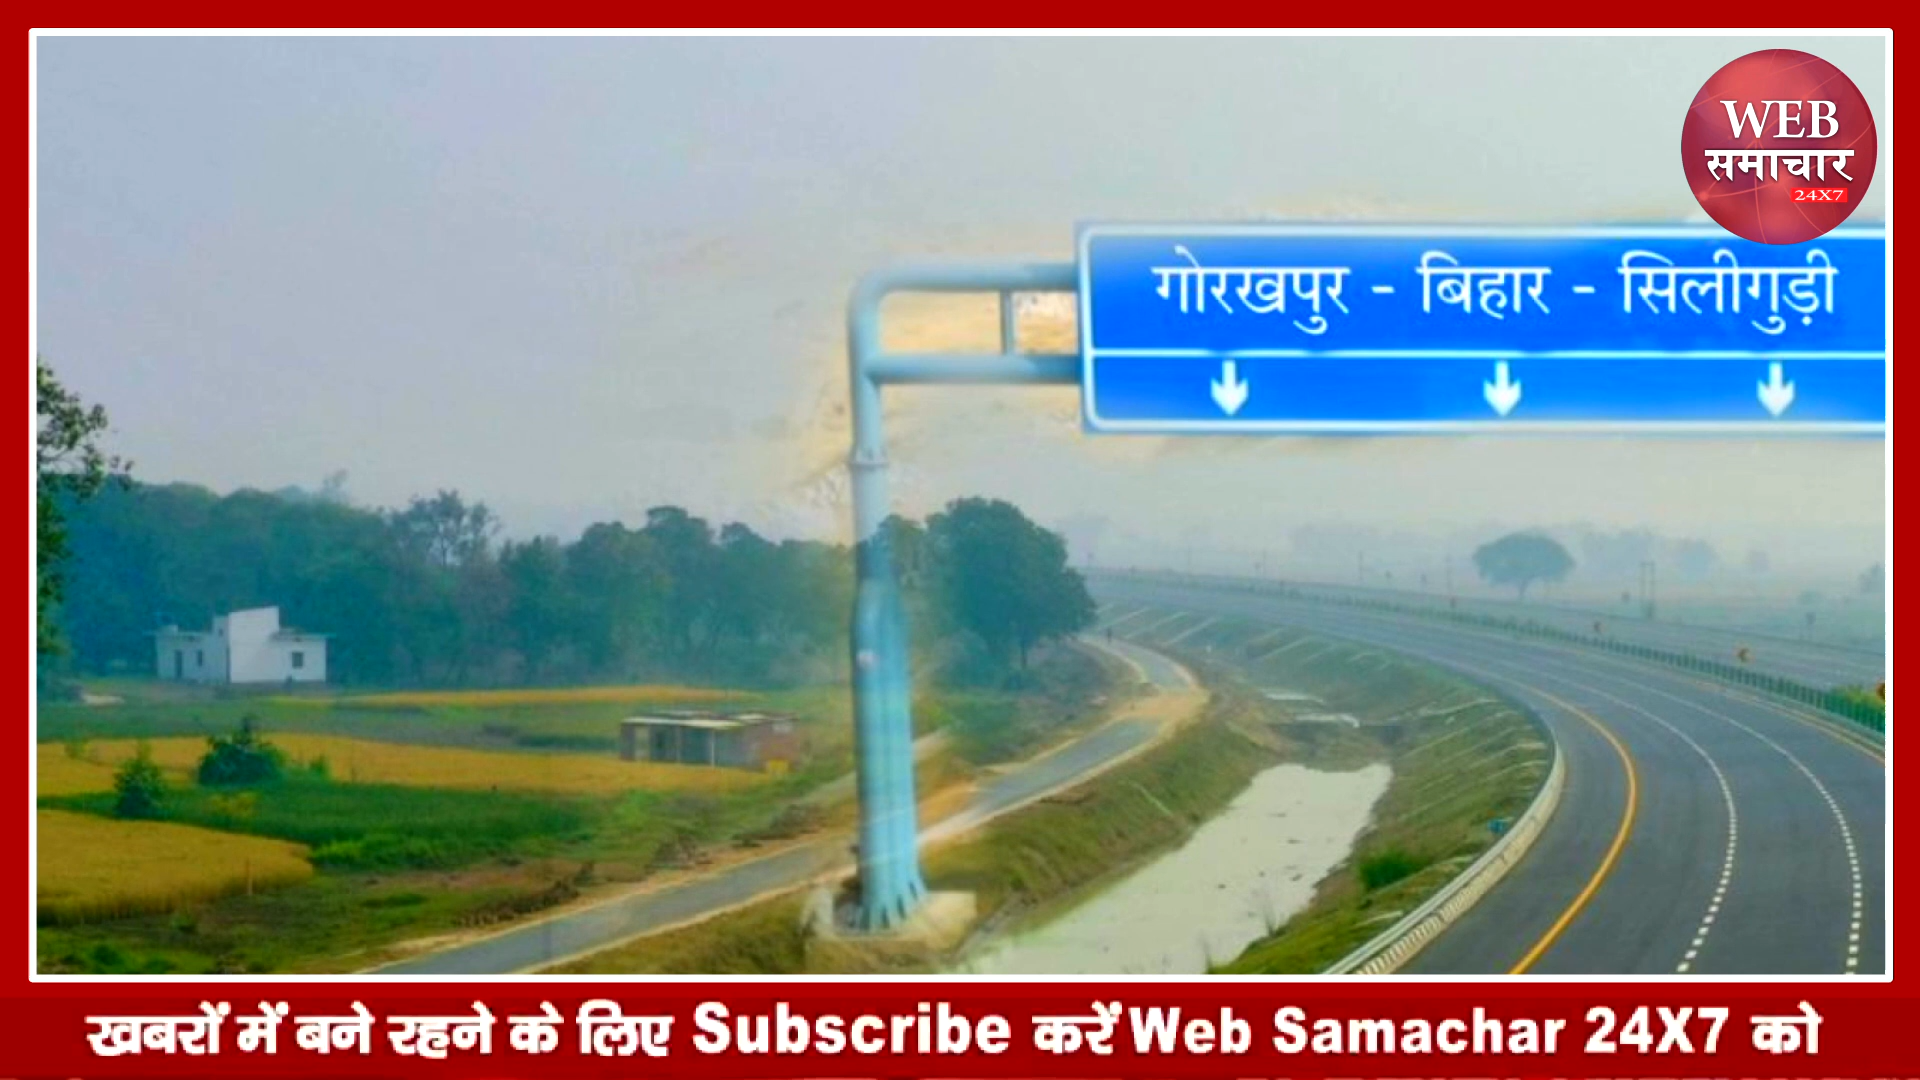 WEB
समाचार
24X7
गोरखपुर - बिहार - सिलीगुड़ी
खबरों में बने रहने के लिए Subscribe करें Web Samachar 24X7 को